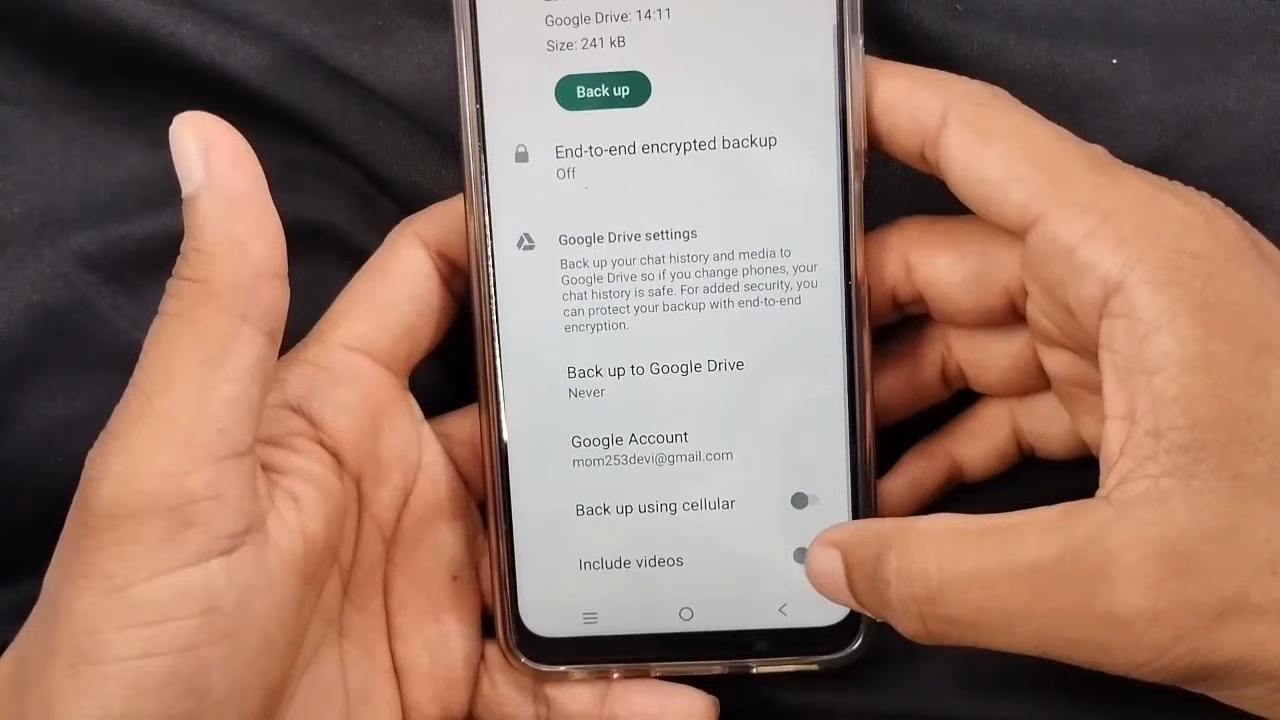 Google Drive: 14:11
Size: 241 kB
Back up
End-to-end encrypted backup
Off
Google Drive settings
Back up your chat history and media to
Google Drive so if you change phones, your
chat history is safe. For added security, you
can protect your backup with end-to-end
encryption.
Back up to Google Drive
Never
Google Account
mom253devi@gmail.com
Back up using cellular
Include videos